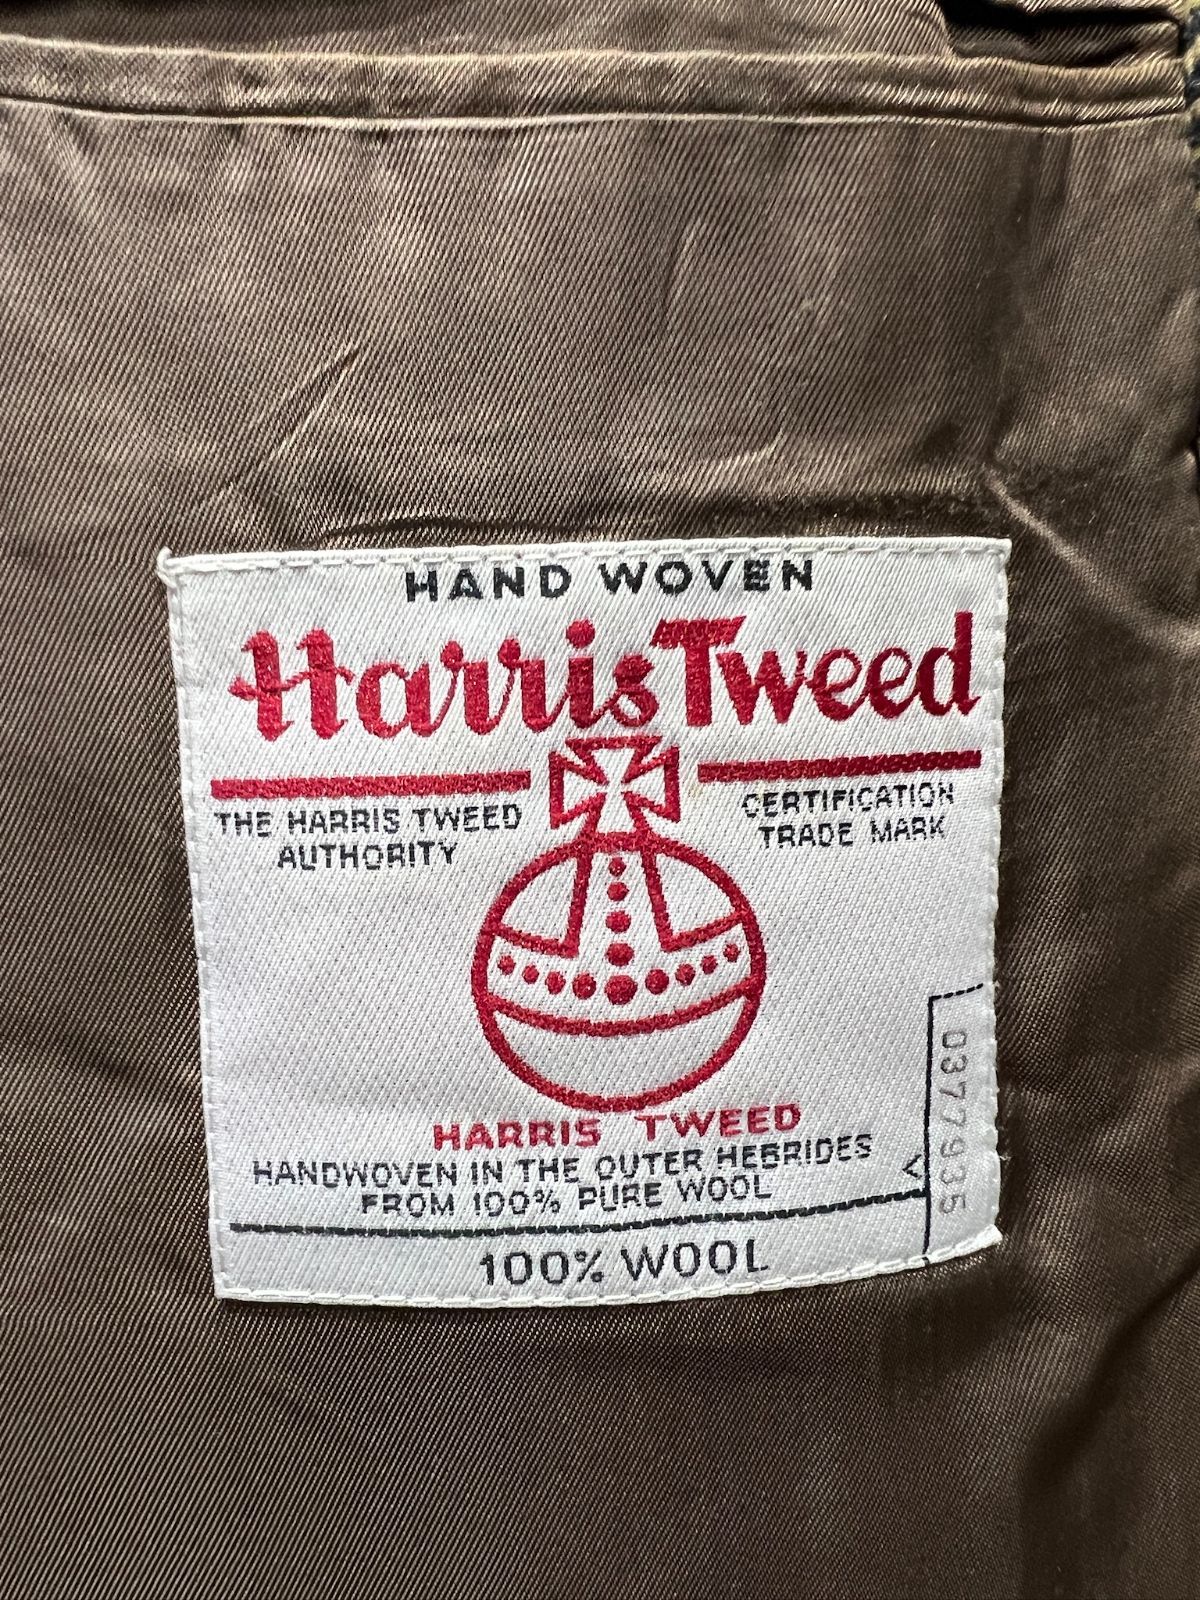 HAND WOVEN
Harris Tweed
THE HARRIS TWEED
AUTHORITY
CERTIFICATION
TRADE MARK
HARRIS TWEED
HANDWOVEN IN THE OUTER HEBRIDES
FROM 100% PURE WOOL
100% WOOL
V
0377935